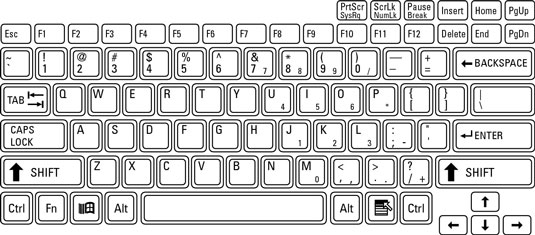 PrtScr ScrLk Pause Insert Home PgUp
SysRq NumLk Break
Esc F1 F2 F3 F4 F5 F6 F7 F8 F9 F10 F11 F12 Delete End PgDn
~ ! @ # $ % ^ & * ( ) — +
` 1 2 3 4 5 6 7 7 8 8 9 9 0 / – = BACKSPACE
TAB Q W E R T Y U 4 I 5 O 6 P * { [ } ] | \
CAPS LOCK A S D F G H J 1 K 2 L 3 : ; - " ' ENTER
SHIFT Z X C V B N M 0 < , , > . . ? / + SHIFT
Ctrl Fn Alt Alt Ctrl